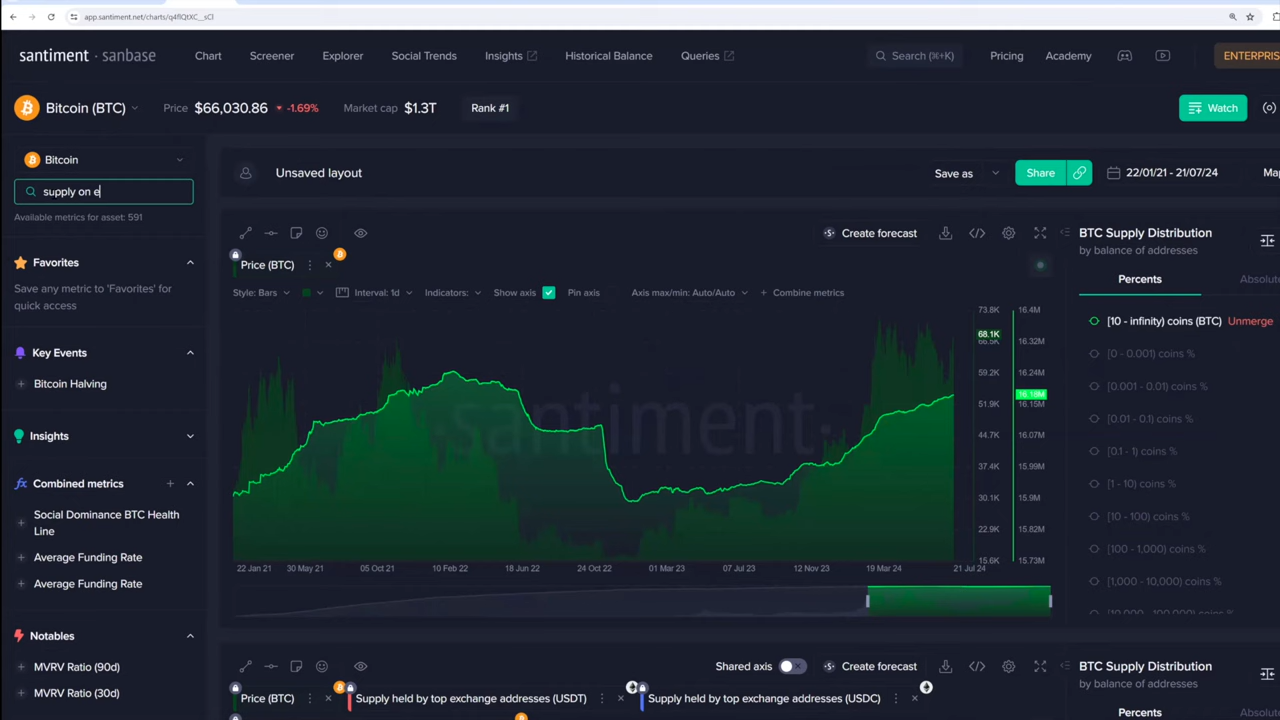 app.santiment.net/charts/q4flQtXC__sCl
santiment · sanbase
Chart
Screener
Explorer
Social Trends
Insights
Historical Balance
Queries
Search (⌘+K)
Pricing
Academy
ENTERPRIS
Bitcoin (BTC)
Price $66,030.86 -1.69%
Market cap $1.3T
Rank #1
Watch
Bitcoin
supply on e
Available metrics for asset: 591
Favorites
Save any metric to 'Favorites' for
quick access
Key Events
Bitcoin Halving
Insights
Combined metrics
Social Dominance BTC Health
Line
Average Funding Rate
Average Funding Rate
Notables
MVRV Ratio (90d)
MVRV Ratio (30d)
Unsaved layout
Save as
Share
22/01/21 - 21/07/24
Create forecast
Price (BTC)
Style: Bars
Interval: 1d
Indicators:
Show axis
Pin axis
Axis max/min: Auto/Auto
Combine metrics
santiment
73.8K
68.1K
66.5K
59.2K
51.9K
44.7K
37.4K
30.1K
22.9K
15.6K
16.4M
16.32M
16.24M
16.18M
16.15M
16.07M
15.99M
15.9M
15.82M
15.73M
22 Jan 21
30 May 21
05 Oct 21
10 Feb 22
18 Jun 22
24 Oct 22
01 Mar 23
07 Jul 23
12 Nov 23
19 Mar 24
21 Jul 24
BTC Supply Distribution
by balance of addresses
Percents
Absolut
[10 - infinity) coins (BTC) Unmerge
[0 - 0.001) coins %
[0.001 - 0.01) coins %
[0.01 - 0.1) coins %
[0.1 - 1) coins %
[1 - 10) coins %
[10 - 100) coins %
[100 - 1,000) coins %
[1,000 - 10,000) coins %
[10,000 - 100,000) coins %
Shared axis
Create forecast
Price (BTC)
Supply held by top exchange addresses (USDT)
Supply held by top exchange addresses (USDC)
BTC Supply Distribution
by balance of addresses
Percents
Absolut